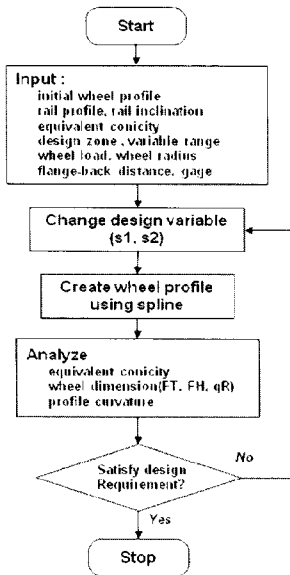 Start
Input :
initial wheel profile
rail profile, rail inclination
equivalent conicity
design zone , variable range
wheel load, wheel radius
flange-back distance, gage
Change design variable
(s1, s2)
Create wheel profile
using spline
Analyze
equivalent conicity
wheel dimension(FT, FH, qR)
profile curvature
Satisfy design
Requirement?
No
Yes
Stop